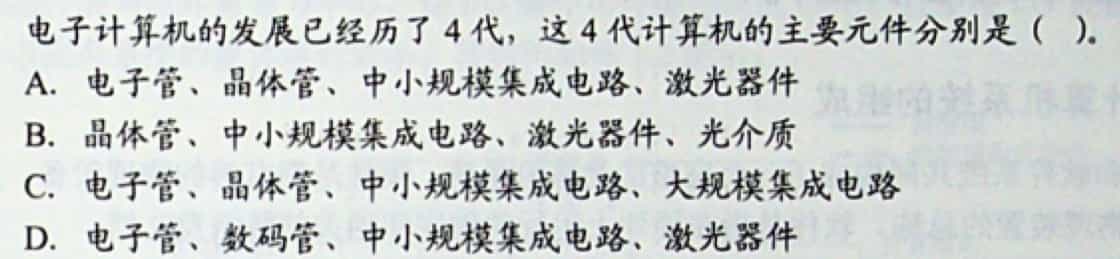 电子计算机的发展已经历了4代，这4代计算机的主要元件分别是（ ）。
A. 电子管、晶体管、中小规模集成电路、激光器件
B. 晶体管、中小规模集成电路、激光器件、光介质
C. 电子管、晶体管、中小规模集成电路、大规模集成电路
D. 电子管、数码管、中小规模集成电路、激光器件